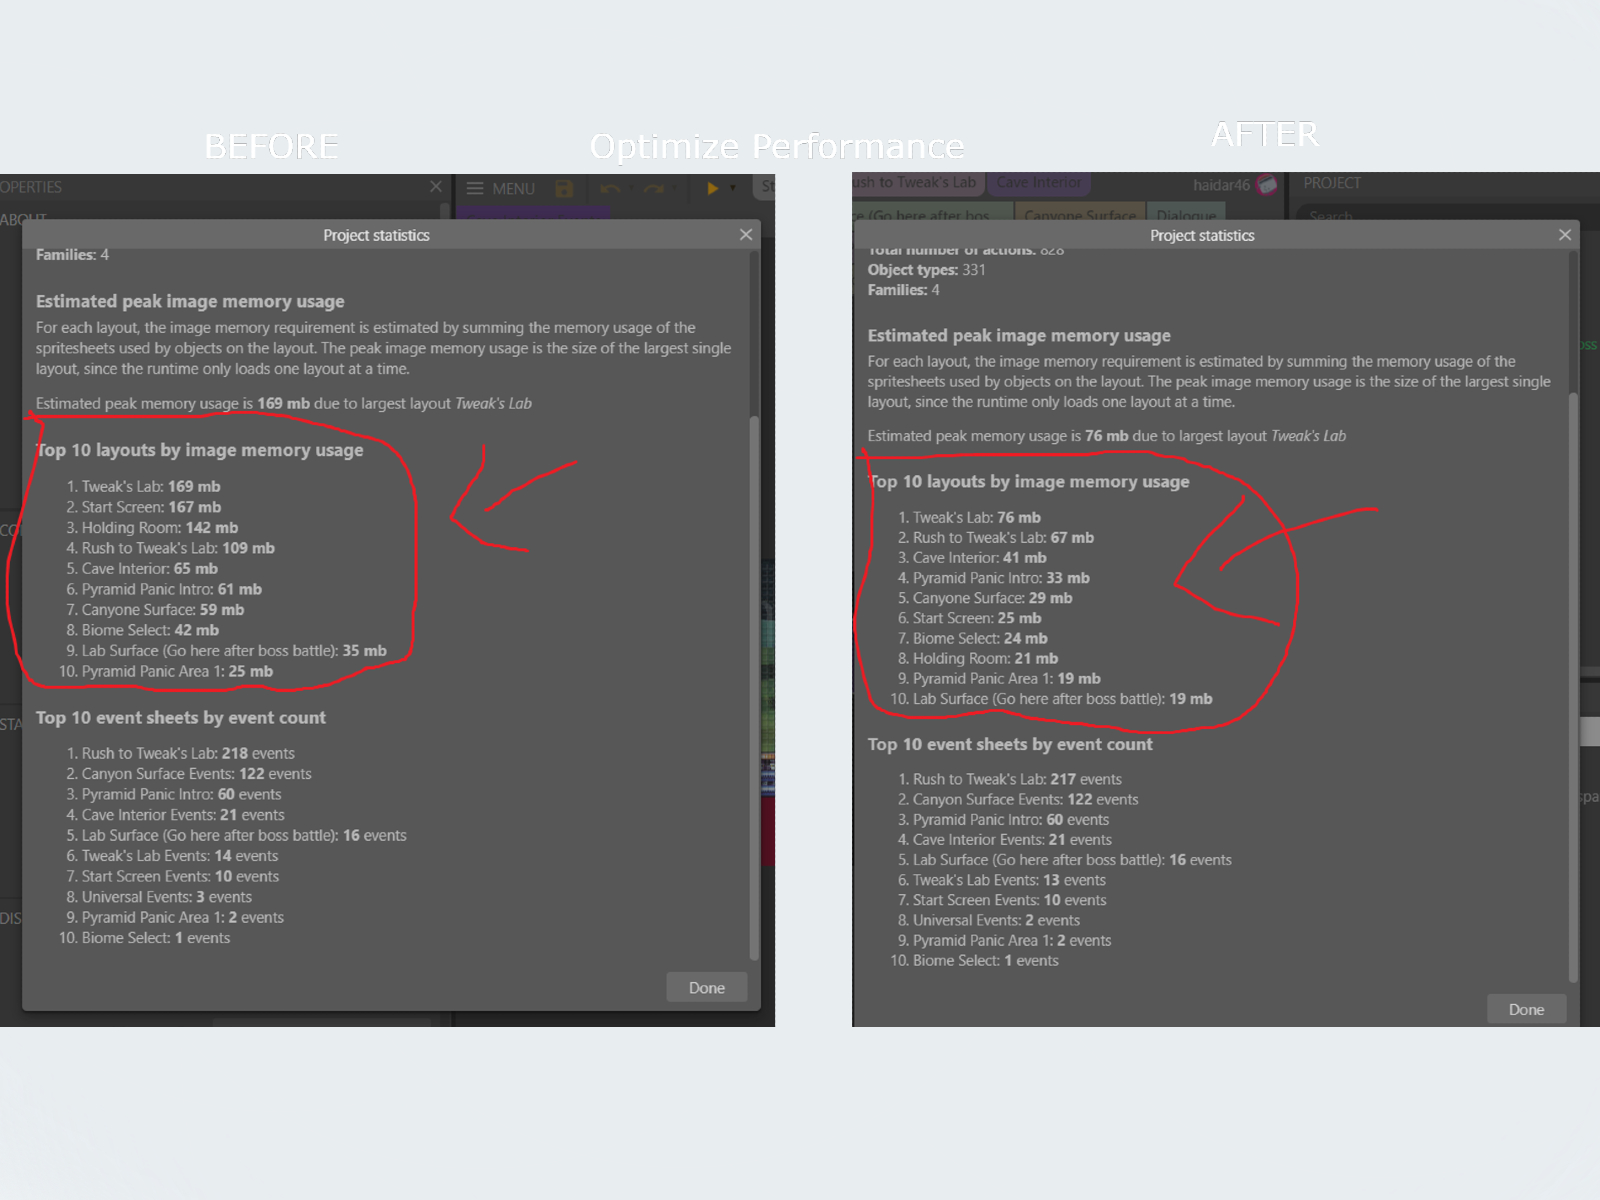 BEFORE
Optimize Performance
AFTER
OPERTIES
ABOUT
MENU
St
Project statistics
Families: 4
Estimated peak image memory usage
For each layout, the image memory requirement is estimated by summing the memory usage of the
spritesheets used by objects on the layout. The peak image memory usage is the size of the largest single
layout, since the runtime only loads one layout at a time.
Estimated peak memory usage is 169 mb due to largest layout Tweak's Lab
Top 10 layouts by image memory usage
1. Tweak's Lab: 169 mb
2. Start Screen: 167 mb
3. Holding Room: 142 mb
4. Rush to Tweak's Lab: 109 mb
5. Cave Interior: 65 mb
6. Pyramid Panic Intro: 61 mb
7. Canyone Surface: 59 mb
8. Biome Select: 42 mb
9. Lab Surface (Go here after boss battle): 35 mb
10. Pyramid Panic Area 1: 25 mb
Top 10 event sheets by event count
1. Rush to Tweak's Lab: 218 events
2. Canyon Surface Events: 122 events
3. Pyramid Panic Intro: 60 events
4. Cave Interior Events: 21 events
5. Lab Surface (Go here after boss battle): 16 events
6. Tweak's Lab Events: 14 events
7. Start Screen Events: 10 events
8. Universal Events: 3 events
9. Pyramid Panic Area 1: 2 events
10. Biome Select: 1 events
Done
CO
STA
DIS
ush to Tweak's Lab
Cave Interior
haidar46
PROJECT
ce (Go here after bos
Canyone Surface
Dialogue
Search
Project statistics
Total number of actions: 828
Object types: 331
Families: 4
Estimated peak image memory usage
For each layout, the image memory requirement is estimated by summing the memory usage of the
spritesheets used by objects on the layout. The peak image memory usage is the size of the largest single
layout, since the runtime only loads one layout at a time.
Estimated peak memory usage is 76 mb due to largest layout Tweak's Lab
Top 10 layouts by image memory usage
1. Tweak's Lab: 76 mb
2. Rush to Tweak's Lab: 67 mb
3. Cave Interior: 41 mb
4. Pyramid Panic Intro: 33 mb
5. Canyone Surface: 29 mb
6. Start Screen: 25 mb
7. Biome Select: 24 mb
8. Holding Room: 21 mb
9. Pyramid Panic Area 1: 19 mb
10. Lab Surface (Go here after boss battle): 19 mb
Top 10 event sheets by event count
1. Rush to Tweak's Lab: 217 events
2. Canyon Surface Events: 122 events
3. Pyramid Panic Intro: 60 events
4. Cave Interior Events: 21 events
5. Lab Surface (Go here after boss battle): 16 events
6. Tweak's Lab Events: 13 events
7. Start Screen Events: 10 events
8. Universal Events: 2 events
9. Pyramid Panic Area 1: 2 events
10. Biome Select: 1 events
Done
oss
spa